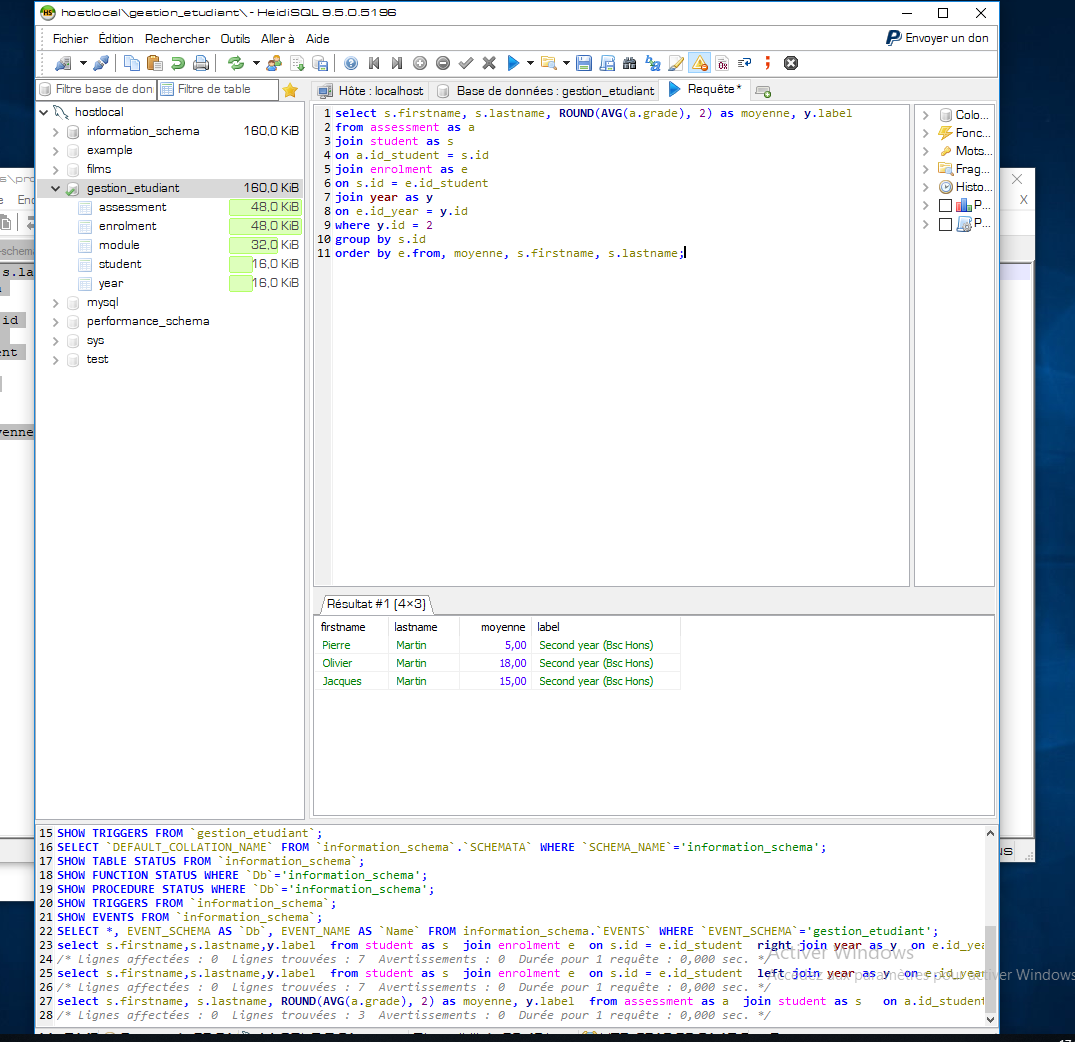 hostlocal\gestion_etudiant\ - HeidiSQL 9.5.0.5196
Fichier Édition Rechercher Outils Aller à Aide
Envoyer un don
Filtre base de don
Filtre de table
Hôte : localhost
Base de données : gestion_etudiant
Requête*
hostlocal
information_schema 160,0 KiB
example
films
gestion_etudiant 160,0 KiB
assessment 48,0 KiB
enrolment 48,0 KiB
module 32,0 KiB
student 16,0 KiB
year 16,0 KiB
mysql
performance_schema
sys
test
1 select s.firstname, s.lastname, ROUND(AVG(a.grade), 2) as moyenne, y.label
2 from assessment as a
3 join student as s
4 on a.id_student = s.id
5 join enrolment as e
6 on s.id = e.id_student
7 join year as y
8 on e.id_year = y.id
9 where y.id = 2
10 group by s.id
11 order by e.from, moyenne, s.firstname, s.lastname;
Colo...
Fonc...
Mots...
Frag...
Histo...
P...
P...
Résultat #1 (4×3)
firstname lastname moyenne label
Pierre Martin 5,00 Second year (Bsc Hons)
Olivier Martin 18,00 Second year (Bsc Hons)
Jacques Martin 15,00 Second year (Bsc Hons)
15 SHOW TRIGGERS FROM `gestion_etudiant`;
16 SELECT `DEFAULT_COLLATION_NAME` FROM `information_schema`.`SCHEMATA` WHERE `SCHEMA_NAME`='information_schema';
17 SHOW TABLE STATUS FROM `information_schema`;
18 SHOW FUNCTION STATUS WHERE `Db`='information_schema';
19 SHOW PROCEDURE STATUS WHERE `Db`='information_schema';
20 SHOW TRIGGERS FROM `information_schema`;
21 SHOW EVENTS FROM `information_schema`;
22 SELECT *, EVENT_SCHEMA AS `Db`, EVENT_NAME AS `Name` FROM information_schema.`EVENTS` WHERE `EVENT_SCHEMA`='gestion_etudiant';
23 select s.firstname,s.lastname,y.label from student as s join enrolment e on s.id = e.id_student right join year as y on e.id_yea
24 /* Lignes affectées : 0 Lignes trouvées : 7 Avertissements : 0 Durée pour 1 requête : 0,000 sec. */
25 select s.firstname,s.lastname,y.label from student as s join enrolment e on s.id = e.id_student left join year as y on e.id_year
26 /* Lignes affectées : 0 Lignes trouvées : 7 Avertissements : 0 Durée pour 1 requête : 0,000 sec. */
27 select s.firstname, s.lastname, ROUND(AVG(a.grade), 2) as moyenne, y.label from assessment as a join student as s on a.id_student
28 /* Lignes affectées : 0 Lignes trouvées : 3 Avertissements : 0 Durée pour 1 requête : 0,000 sec. */
Activer Windows
Accédez aux paramètres pour activer Windows